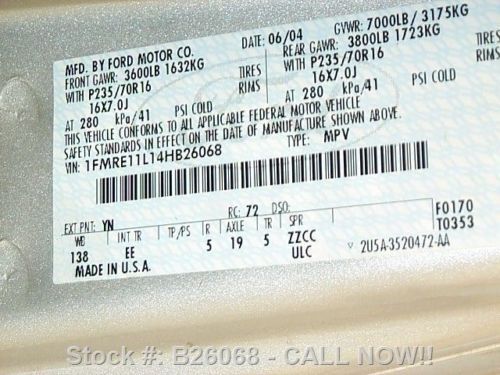 MFD. BY FORD MOTOR CO.
DATE: 06/04 GVWR: 7000LB/ 3175KG
FRONT GAWR: 3600LB 1632KG REAR GAWR: 3800LB 1723KG
WITH P235/70R16 TIRES WITH P235/70R16 TIRES
16X7.0J RIMS 16X7.0J RIMS
AT 280 kPa/41 PSI COLD AT 280 kPa/41 PSI COLD
THIS VEHICLE CONFORMS TO ALL APPLICABLE FEDERAL MOTOR VEHICLE
SAFETY STANDARDS IN EFFECT ON THE DATE OF MANUFACTURE SHOWN ABOVE.
VIN: 1FMRE11L14HB26068 TYPE: MPV
EXT PNT: YN RC: 72 DSO: F0170
WB INT TR TP/PS R AXLE TR SPR T0353
138 EE 5 19 5 ZZCC
ULC
MADE IN U.S.A. 2U5A-3520472-AA
Stock #: B26068 - CALL NOW!!